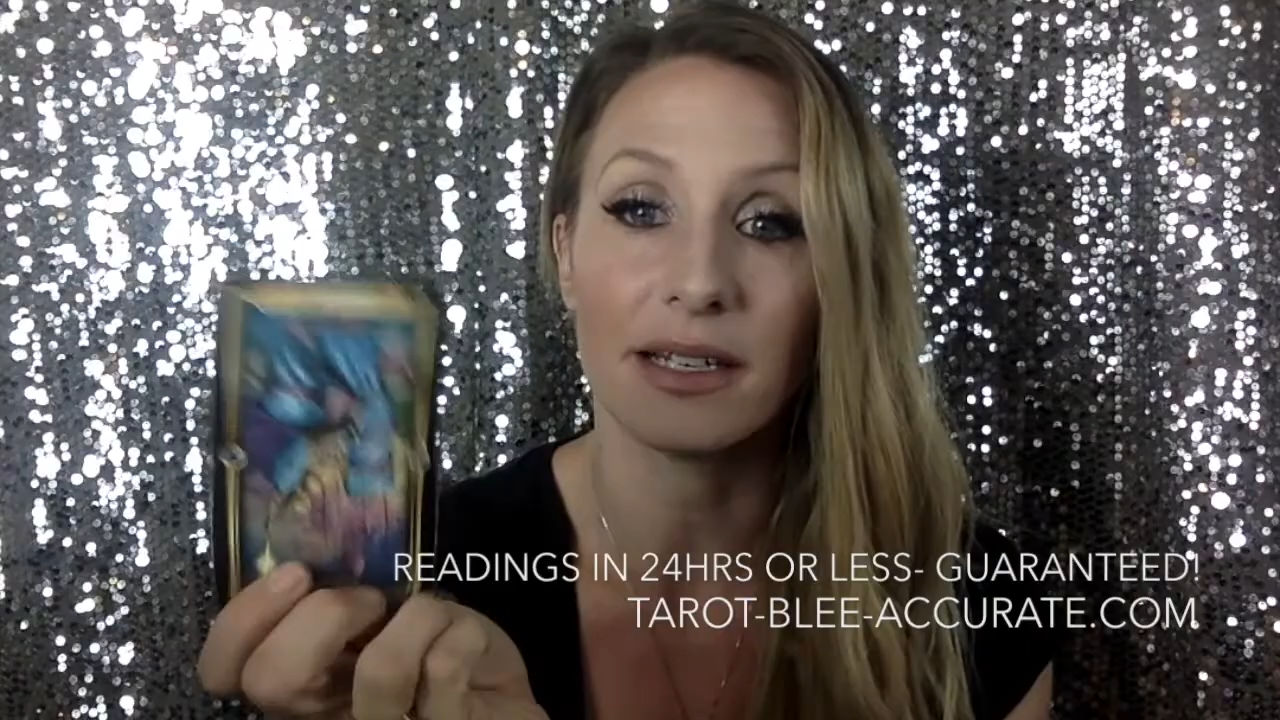 READINGS IN 24HRS OR LESS- GUARANTEED!
TAROT-BLEE-ACCURATE.COM